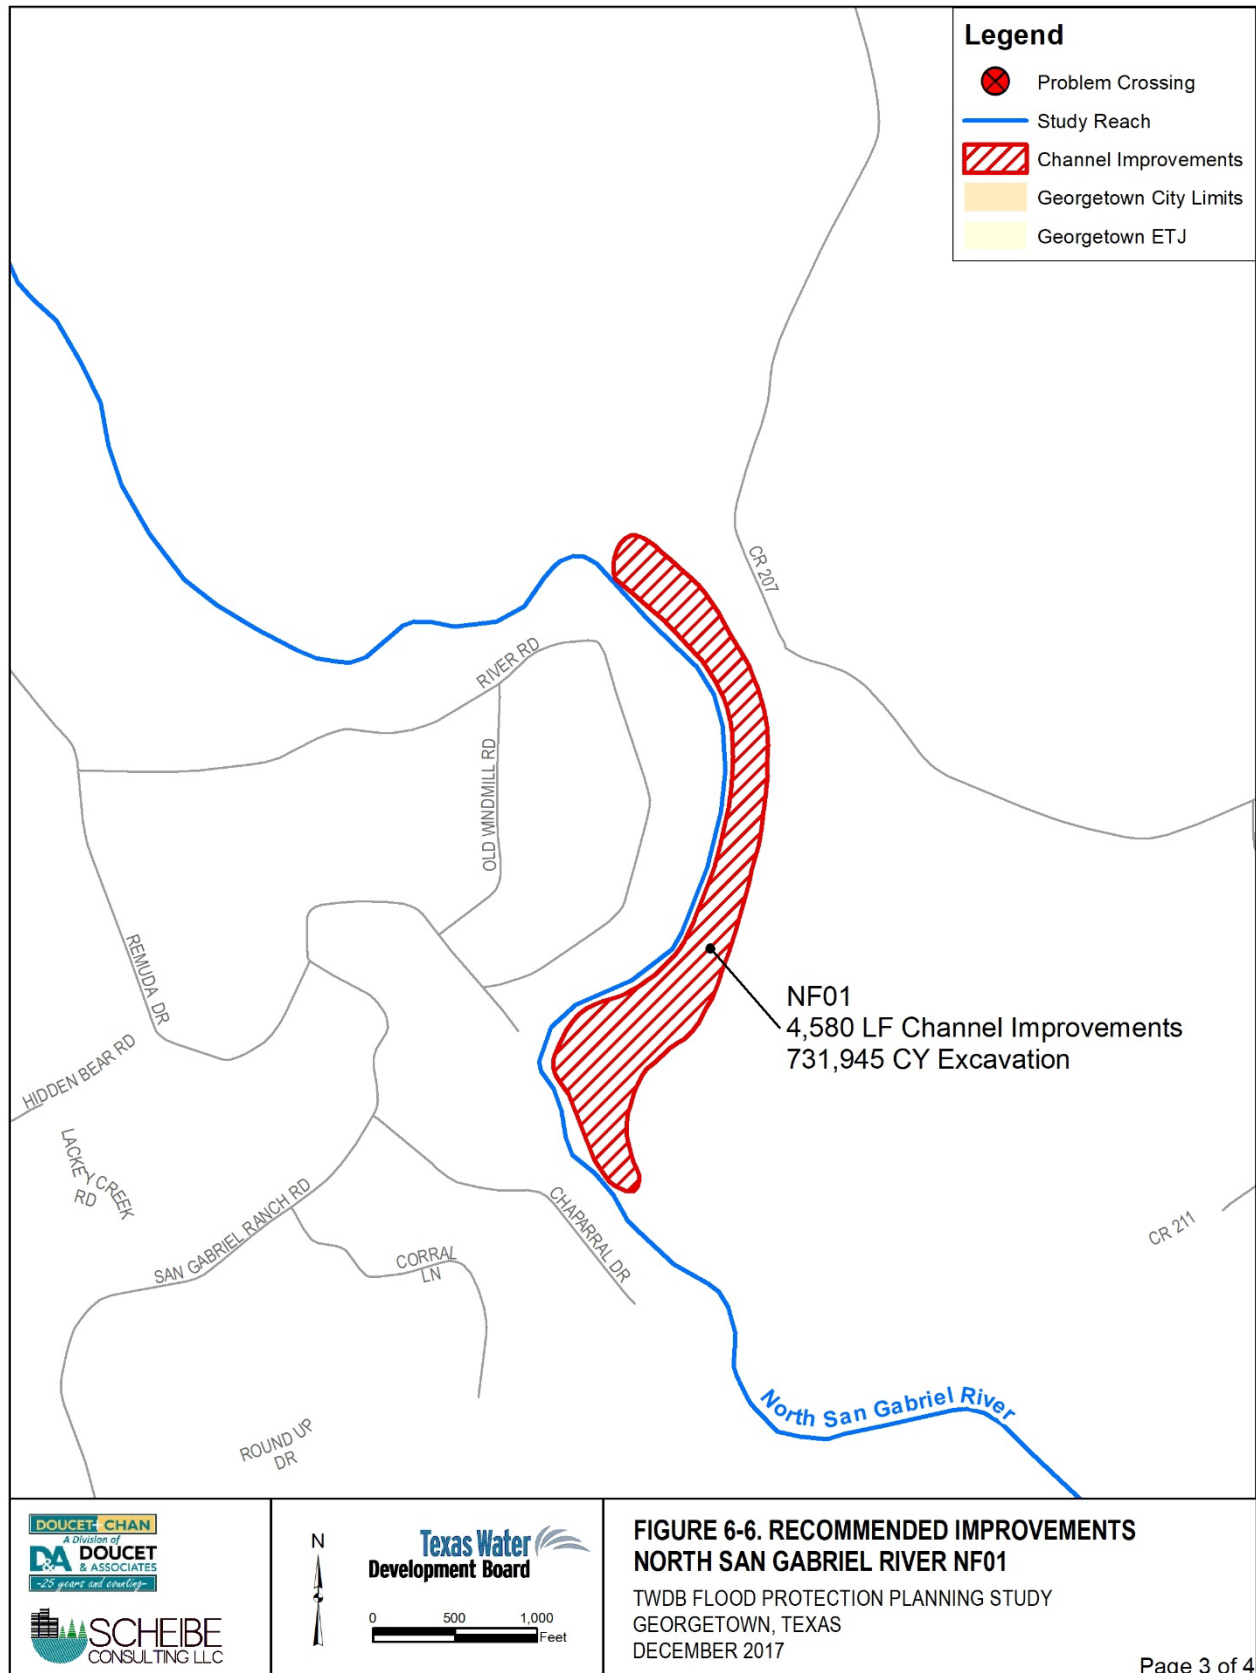 Legend
Problem Crossing
Study Reach
Channel Improvements
Georgetown City Limits
Georgetown ETJ
CR 207
RIVER RD
OLD WINDMILL RD
REMUDA DR
NF01
4,580 LF Channel Improvements
731,945 CY Excavation
HIDDEN BEAR RD
LACKEY CREEK
RD
SAN GABRIEL RANCH RD
CORRAL
LN
CHAPARRAL DR
CR 211
North San Gabriel River
ROUND UP
DR
DOUCET+CHAN
A Division of
D&A DOUCET
& ASSOCIATES
-25 years and counting-
SCHEIBE
CONSULTING LLC
N
Texas Water
Development Board
0 500 1,000
Feet
FIGURE 6-6. RECOMMENDED IMPROVEMENTS
NORTH SAN GABRIEL RIVER NF01
TWDB FLOOD PROTECTION PLANNING STUDY
GEORGETOWN, TEXAS
DECEMBER 2017
Page 3 of 4